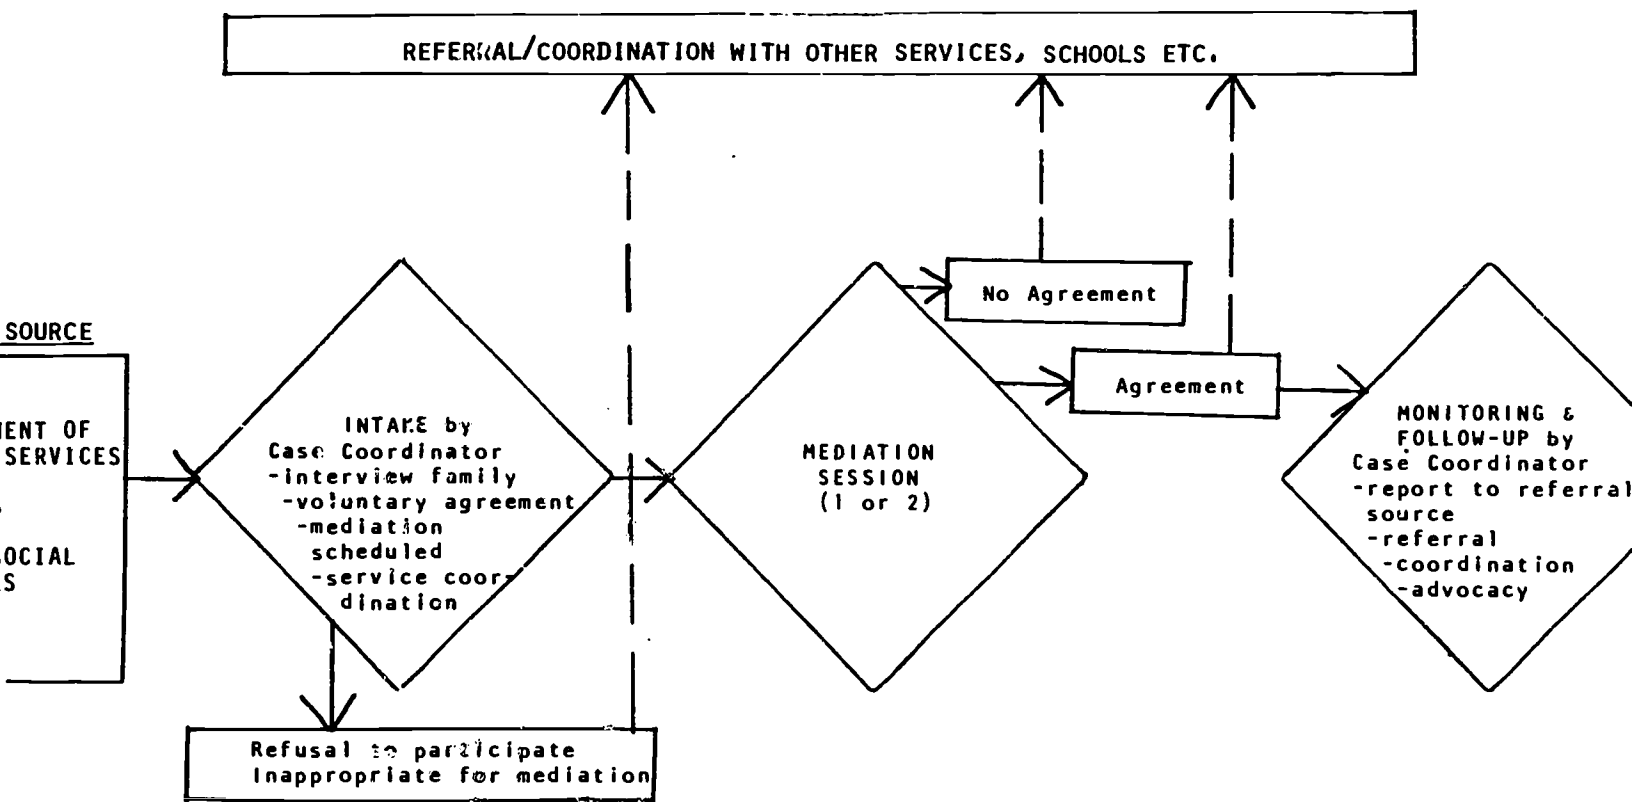 REFERRAL/COORDINATION WITH OTHER SERVICES, SCHOOLS ETC.
No Agreement
Agreement
SOURCE
OF
SERVICES
INTAKE by
Case Coordinator
-interview family
-voluntary agreement
-mediation
scheduled
-service coor-
dination
MEDIATION
SESSION
(1 or 2)
MONITORING &
FOLLOW-UP by
Case Coordinator
-report to referral
source
-referral
-coordination
-advocacy
Refusal to participate
Inappropriate for mediation